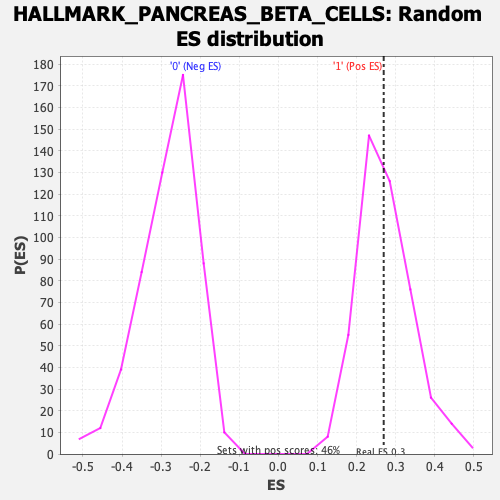 HALLMARK_PANCREAS_BETA_CELLS: Random
ES distribution
'0' (Neg ES)
'1' (Pos ES)
180
170
160
150
140
130
120
110
100
90
80
70
60
50
40
30
20
10
0
P(ES)
Sets with pos scores: 46%
Real ES 0.3
-0.5 -0.4 -0.3 -0.2 -0.1 0.0 0.1 0.2 0.3 0.4 0.5
ES